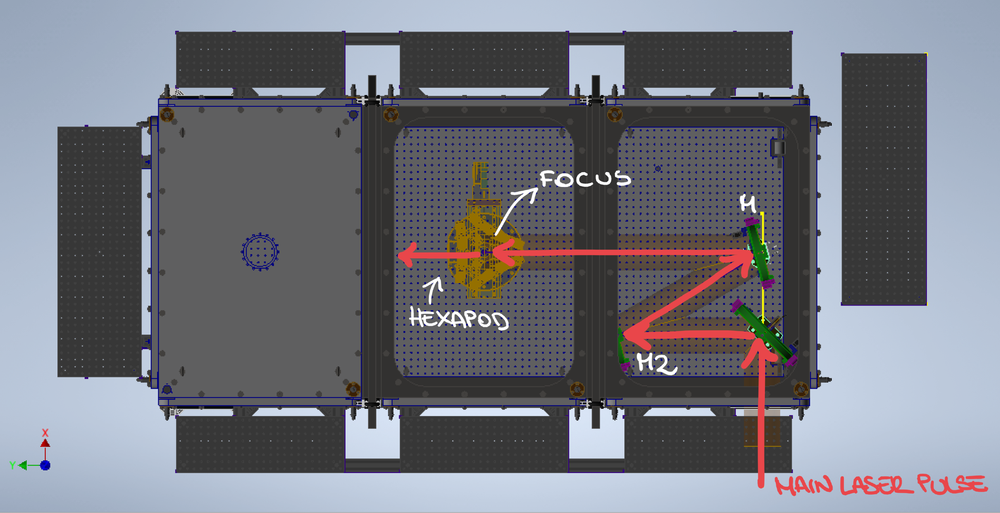 FOCUS
M
HEXAPOD
M2
X
Y
MAIN LASER PULSE